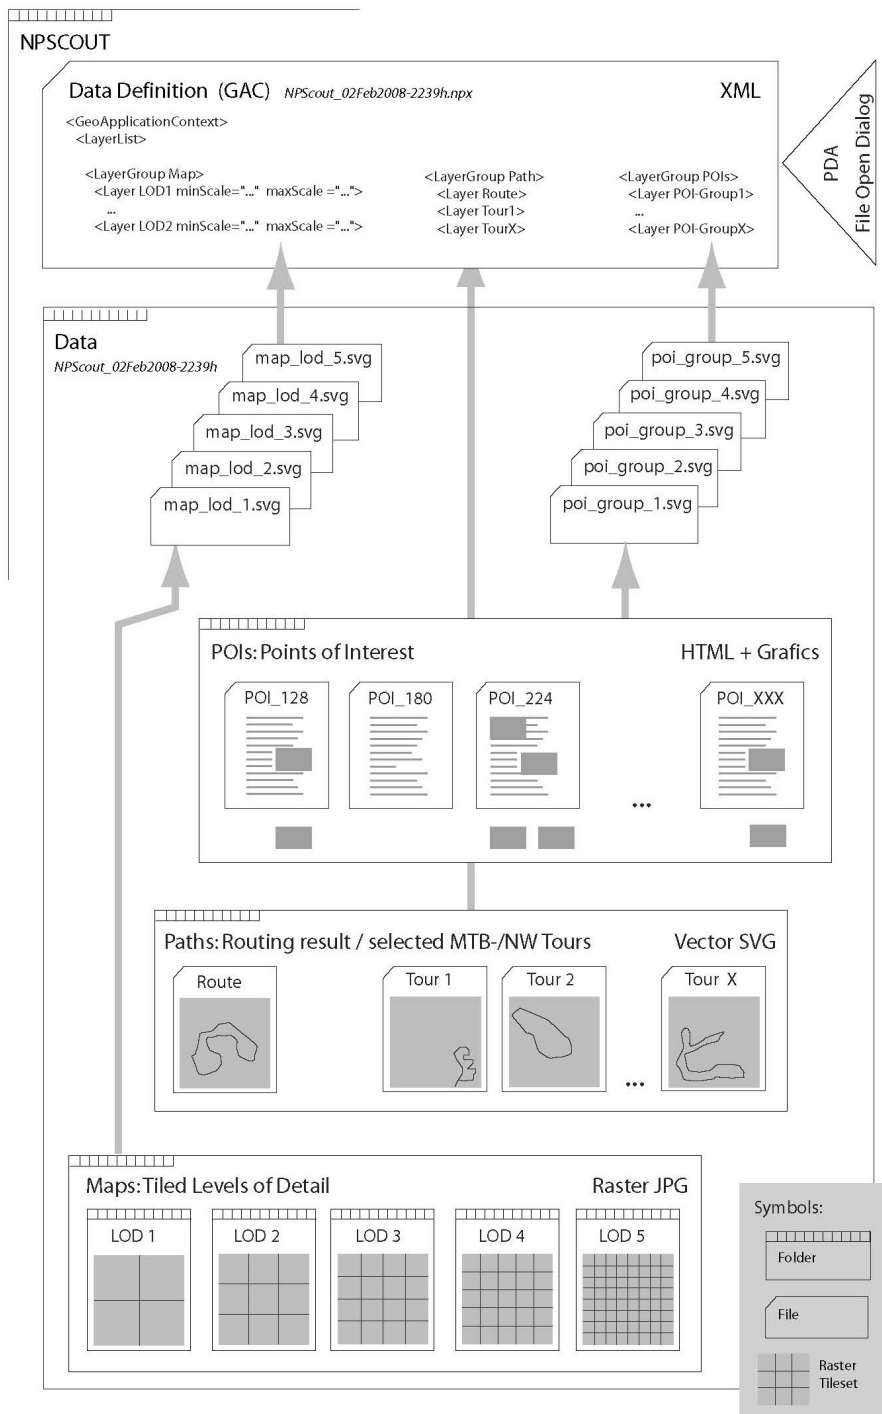 NPSCOUT
Data Definition (GAC) NPScout_02Feb2008-2239h.npx XML
<GeoApplicationContext>
<LayerList>
<LayerGroup Map>
<Layer LOD1 minScale="..." maxScale ="...">
...
<Layer LOD2 minScale="..." maxScale ="...">
<LayerGroup Path>
<Layer Route>
<Layer Tour1>
<Layer TourX>
<LayerGroup POIs>
<Layer POI-Group1>
...
<Layer POI-GroupX>
PDA
File Open Dialog
Data
NPScout_02Feb2008-2239h
map_lod_5.svg
map_lod_4.svg
map_lod_3.svg
map_lod_2.svg
map_lod_1.svg
poi_group_5.svg
poi_group_4.svg
poi_group_3.svg
poi_group_2.svg
poi_group_1.svg
POIs: Points of Interest HTML + Grafics
POI_128 POI_180 POI_224 POI_XXX
...
Paths: Routing result / selected MTB-/NW Tours Vector SVG
Route Tour 1 Tour 2 Tour X
...
Maps: Tiled Levels of Detail Raster JPG
LOD 1 LOD 2 LOD 3 LOD 4 LOD 5
Symbols:
Folder
File
Raster
Tileset